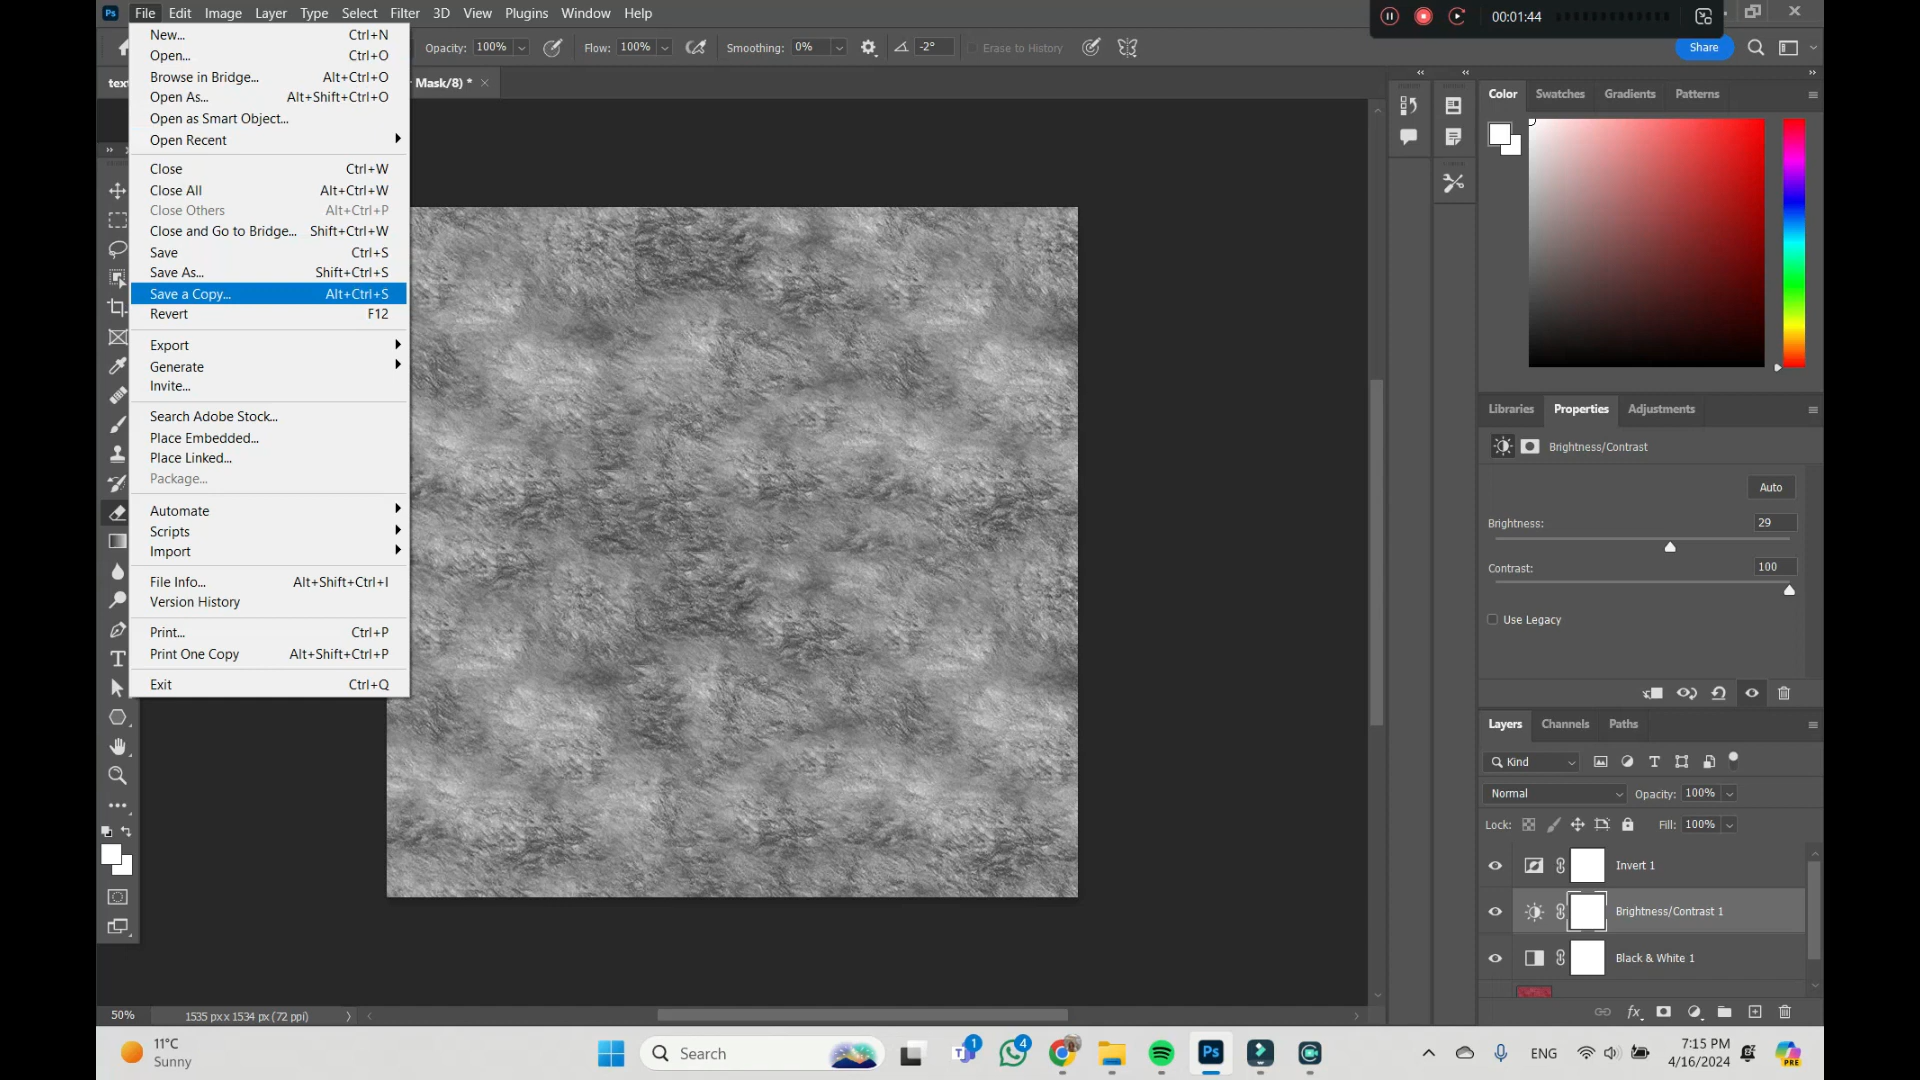 Ps File Edit Image Layer Type Select Filter 3D View Plugins Window Help
00:01:44
Opacity: 100% Flow: 100% Smoothing: 0% -2° Erase to History
Share
Mask/8) *
New... Ctrl+N
Open... Ctrl+O
Browse in Bridge... Alt+Ctrl+O
Open As... Alt+Shift+Ctrl+O
Open as Smart Object...
Open Recent
Close Ctrl+W
Close All Alt+Ctrl+W
Close Others Alt+Ctrl+P
Close and Go to Bridge... Shift+Ctrl+W
Save Ctrl+S
Save As... Shift+Ctrl+S
Save a Copy... Alt+Ctrl+S
Revert F12
Export
Generate
Invite...
Search Adobe Stock...
Place Embedded...
Place Linked...
Package...
Automate
Scripts
Import
File Info... Alt+Shift+Ctrl+I
Version History
Print... Ctrl+P
Print One Copy Alt+Shift+Ctrl+P
Exit Ctrl+Q
Color Swatches Gradients Patterns
Libraries Properties Adjustments
Brightness/Contrast
Auto
Brightness: 29
Contrast: 100
Use Legacy
Layers Channels Paths
Kind
Normal Opacity: 100%
Lock: Fill: 100%
Invert 1
Brightness/Contrast 1
Black & White 1
50% 1535 px x 1534 px (72 ppi)
11°C
Sunny
Search
1
4
Ps
ENG
7:15 PM
4/16/2024
PRE